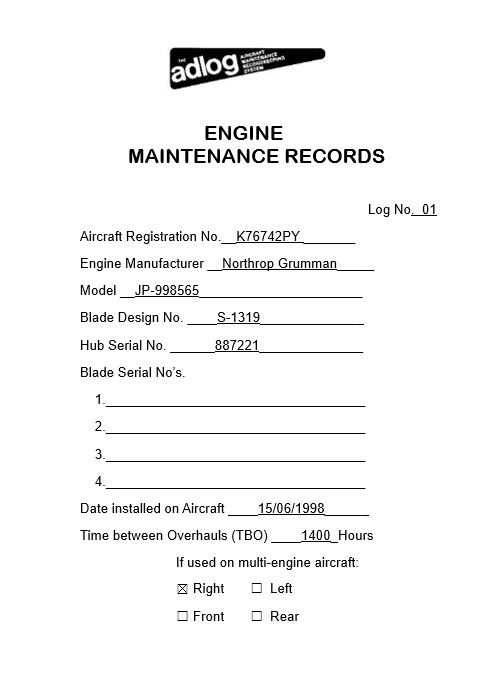 THE adlog AIRCRAFT
MAINTENANCE
RECORDKEEPING
SYSTEM
ENGINE
MAINTENANCE RECORDS
Log No. 01
Aircraft Registration No. K76742PY
Engine Manufacturer Northrop Grumman
Model JP-998565
Blade Design No. S-1319
Hub Serial No. 887221
Blade Serial No’s.
1.
2.
3.
4.
Date installed on Aircraft 15/06/1998
Time between Overhauls (TBO) 1400 Hours
If used on multi-engine aircraft:
☒ Right ☐ Left
☐ Front ☐ Rear